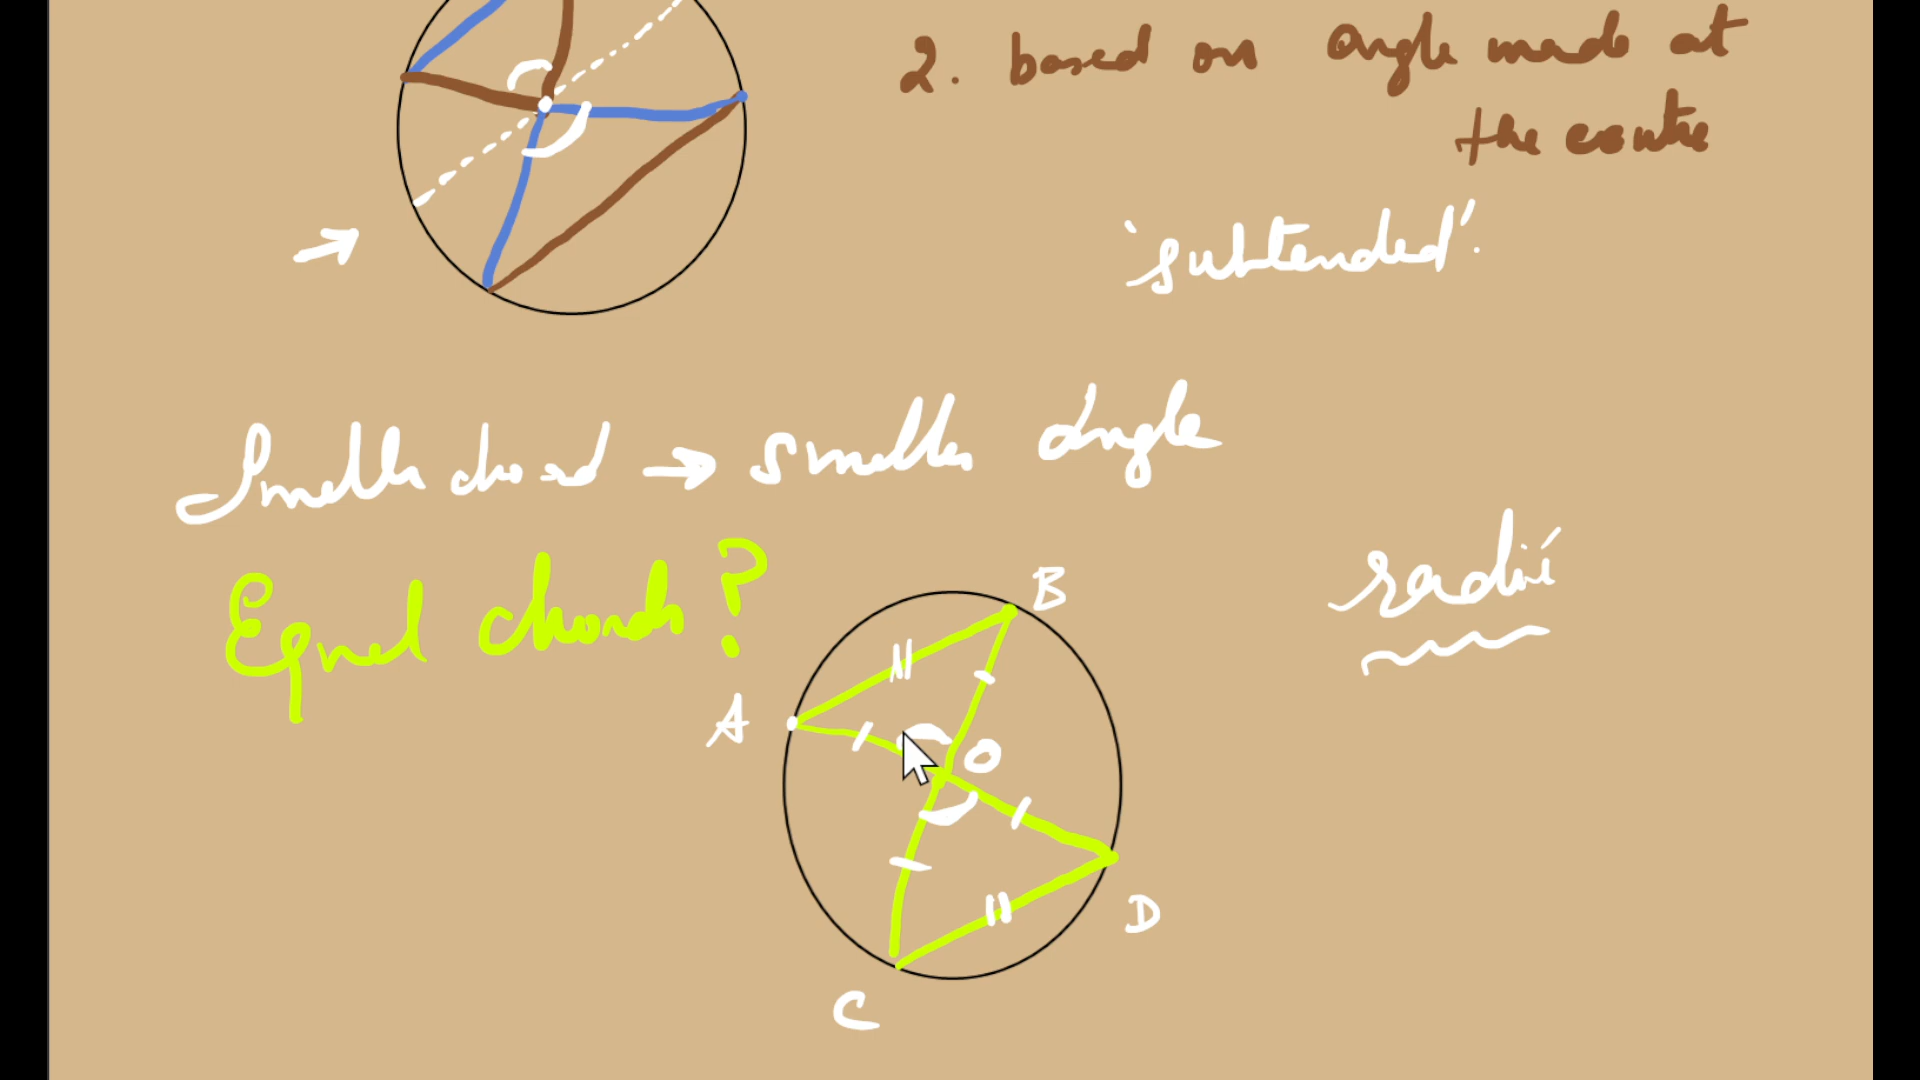 2. based on angle made at
the centre
'subtended'.
Smaller chord → smaller angle
Equal chords?
radii
B
A
O
D
C